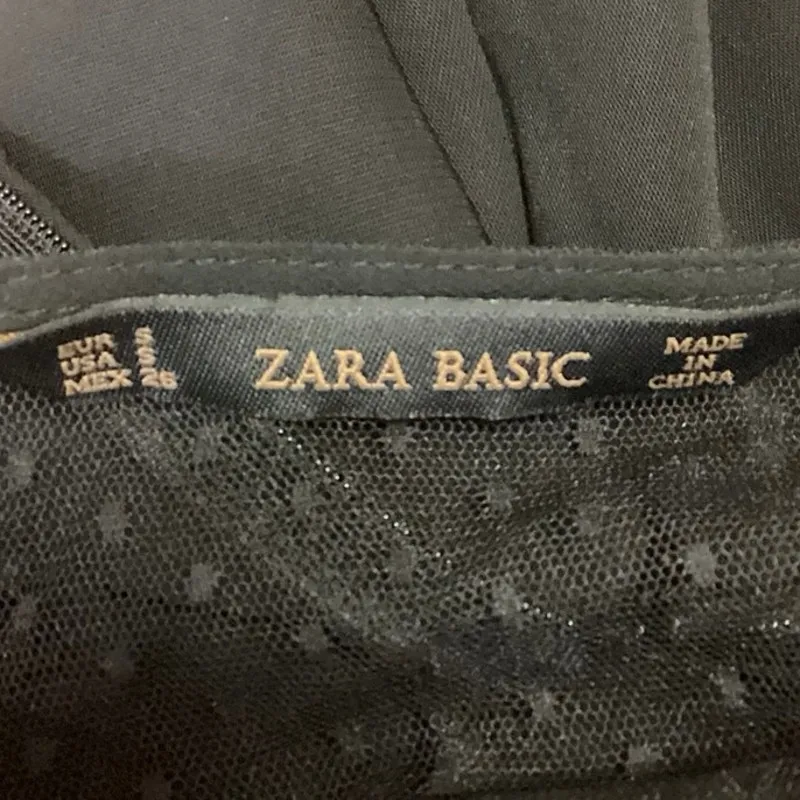 EUR S
USA S
MEX 26
ZARA BASIC
MADE
IN
CHINA